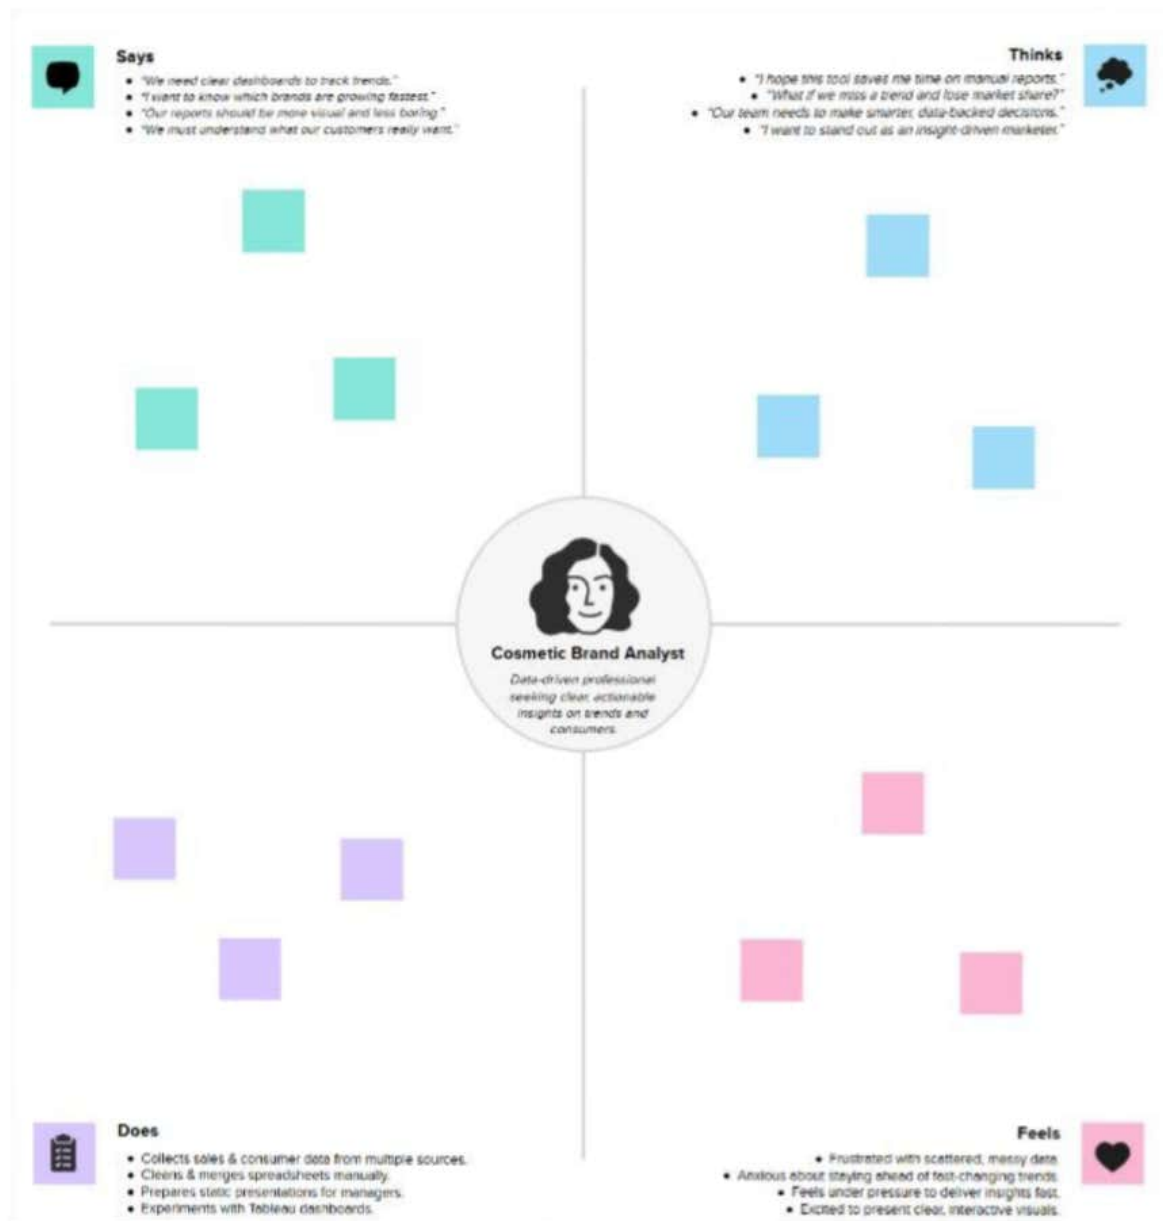 Says
• "We need clear dashboards to track trends."
• "I want to know which brands are growing fastest."
• "Our reports should be more visual and less boring."
• "We must understand what our customers really want."
Thinks
• "I hope this tool saves me time on manual reports."
• "What if we miss a trend and lose market share?"
• "Our team needs to make smarter, data-backed decisions."
• "I want to stand out as an insight-driven marketer."
Cosmetic Brand Analyst
Data-driven professional
seeking clear, actionable
insights on trends and
consumers.
Does
• Collects sales & consumer data from multiple sources.
• Cleans & merges spreadsheets manually.
• Prepares static presentations for managers.
• Experiments with Tableau dashboards.
Feels
• Frustrated with scattered, messy data.
• Anxious about staying ahead of fast-changing trends.
• Feels under pressure to deliver insights fast.
• Excited to present clear, interactive visuals.